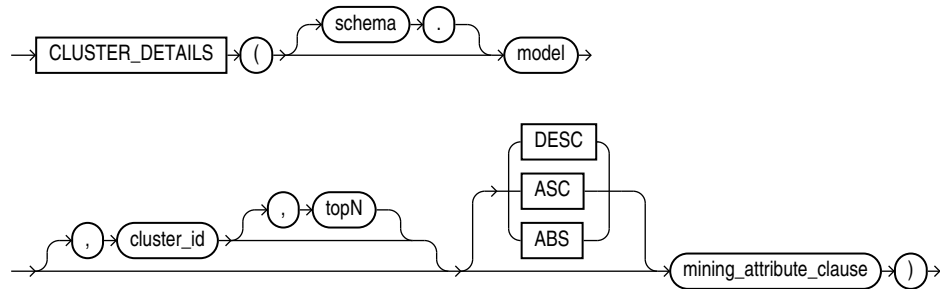 schema .
CLUSTER_DETAILS ( model
DESC
, topN ASC
, cluster_id ABS
mining_attribute_clause )